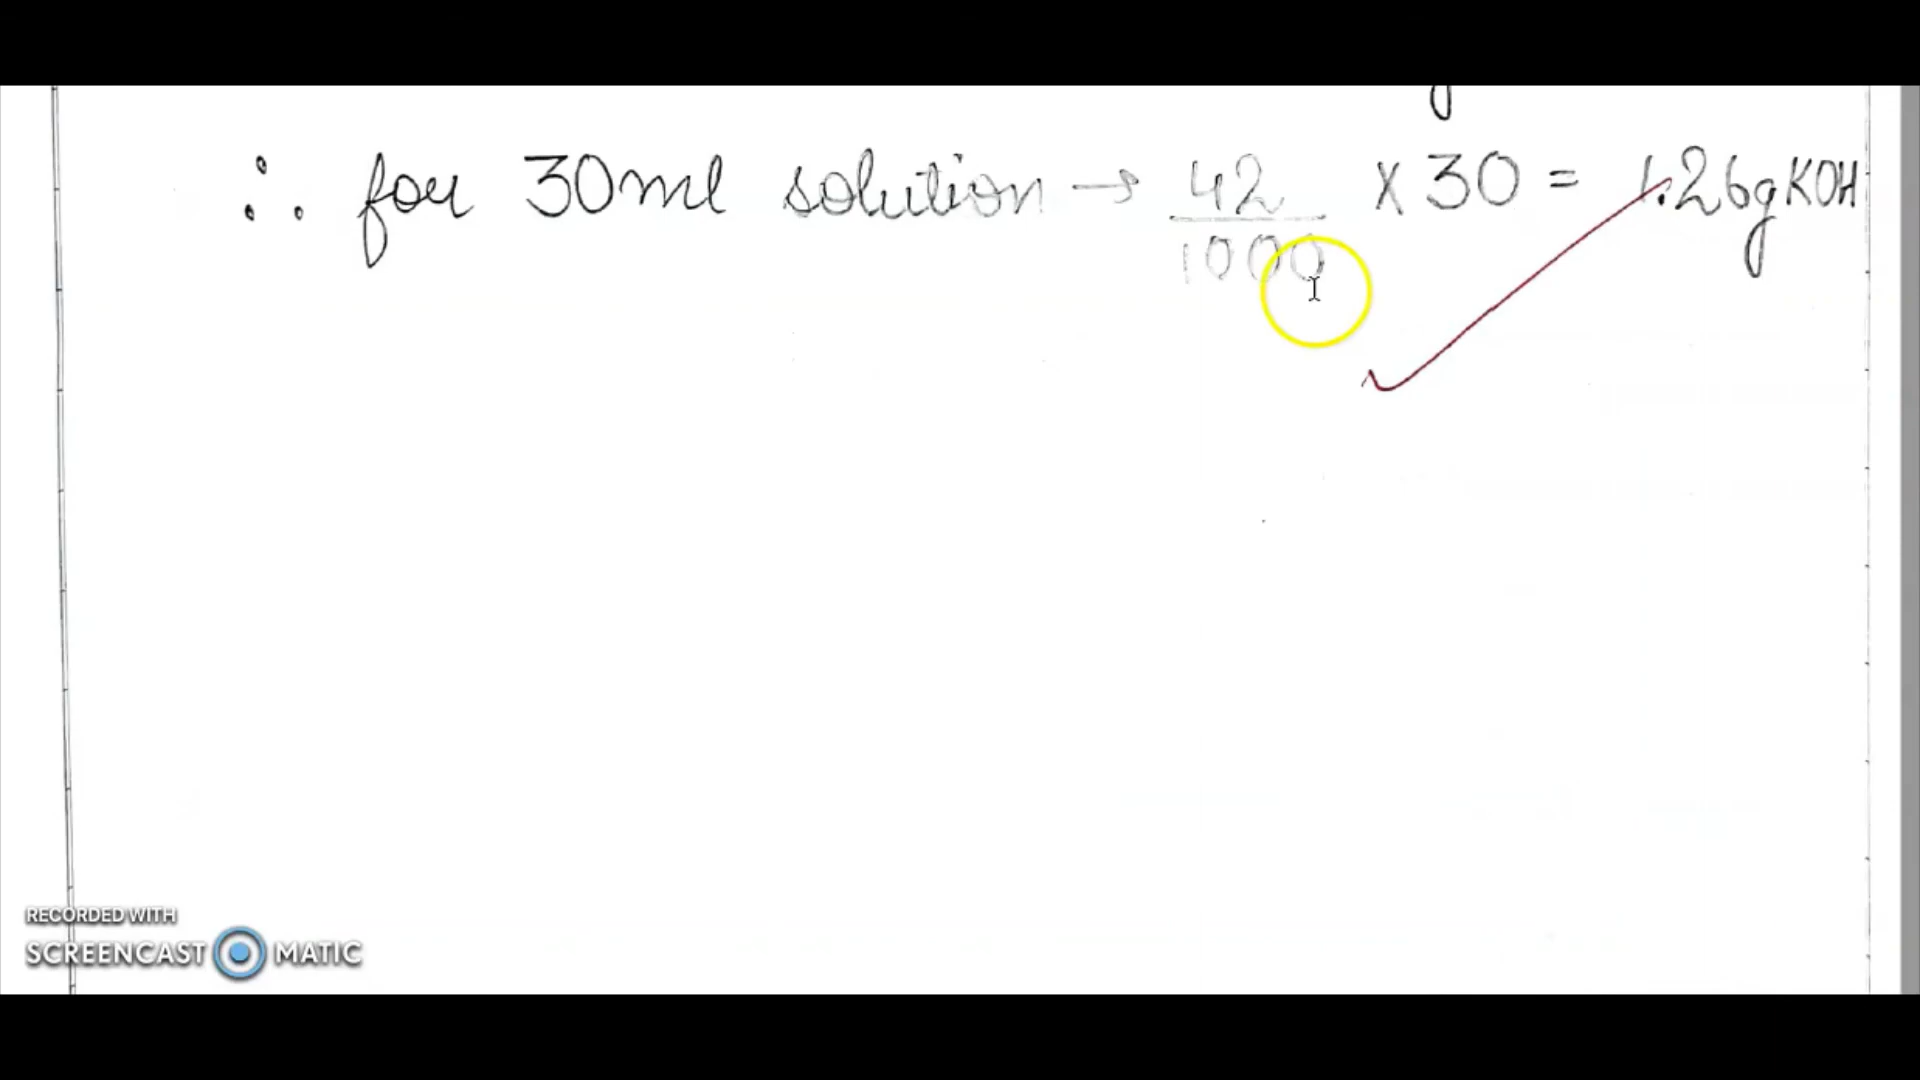 ∴ for 30ml solution → 42/1000 x 30 = 1.26g KOH
RECORDED WITH
SCREENCAST MATIC